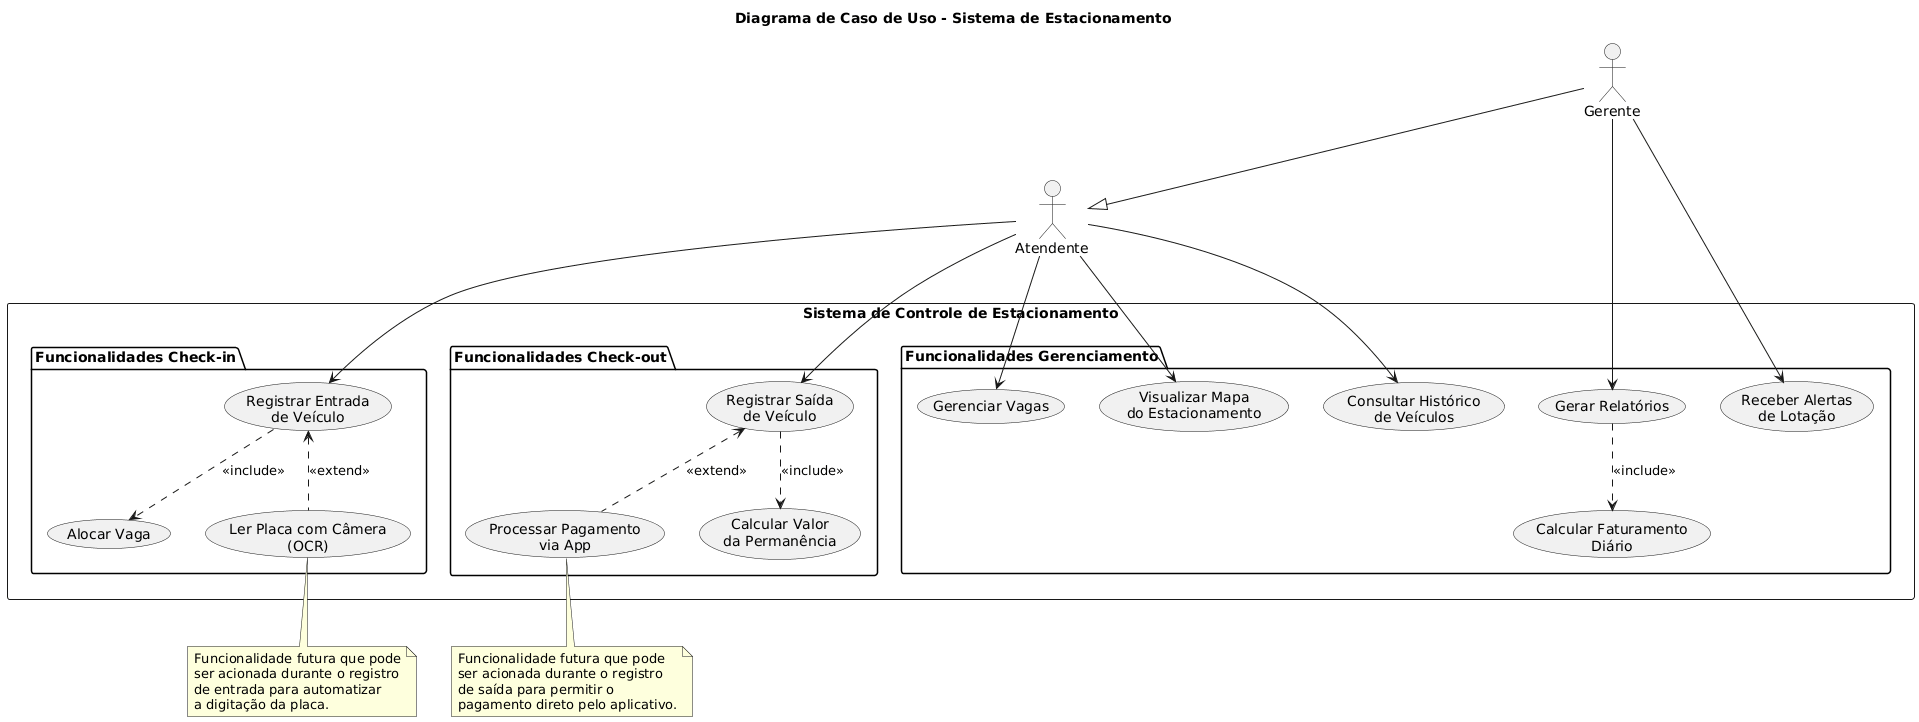 Diagrama de Caso de Uso - Sistema de Estacionamento
Gerente
Atendente
Sistema de Controle de Estacionamento
Funcionalidades Check-in
Registrar Entrada
de Veículo
«include»
«extend»
Alocar Vaga
Ler Placa com Câmera
(OCR)
Funcionalidades Check-out
Registrar Saída
de Veículo
«extend»
«include»
Processar Pagamento
via App
Calcular Valor
da Permanência
Funcionalidades Gerenciamento
Gerenciar Vagas
Visualizar Mapa
do Estacionamento
Consultar Histórico
de Veículos
Gerar Relatórios
Receber Alertas
de Lotação
«include»
Calcular Faturamento
Diário
Funcionalidade futura que pode
ser acionada durante o registro
de entrada para automatizar
a digitação da placa.
Funcionalidade futura que pode
ser acionada durante o registro
de saída para permitir o
pagamento direto pelo aplicativo.